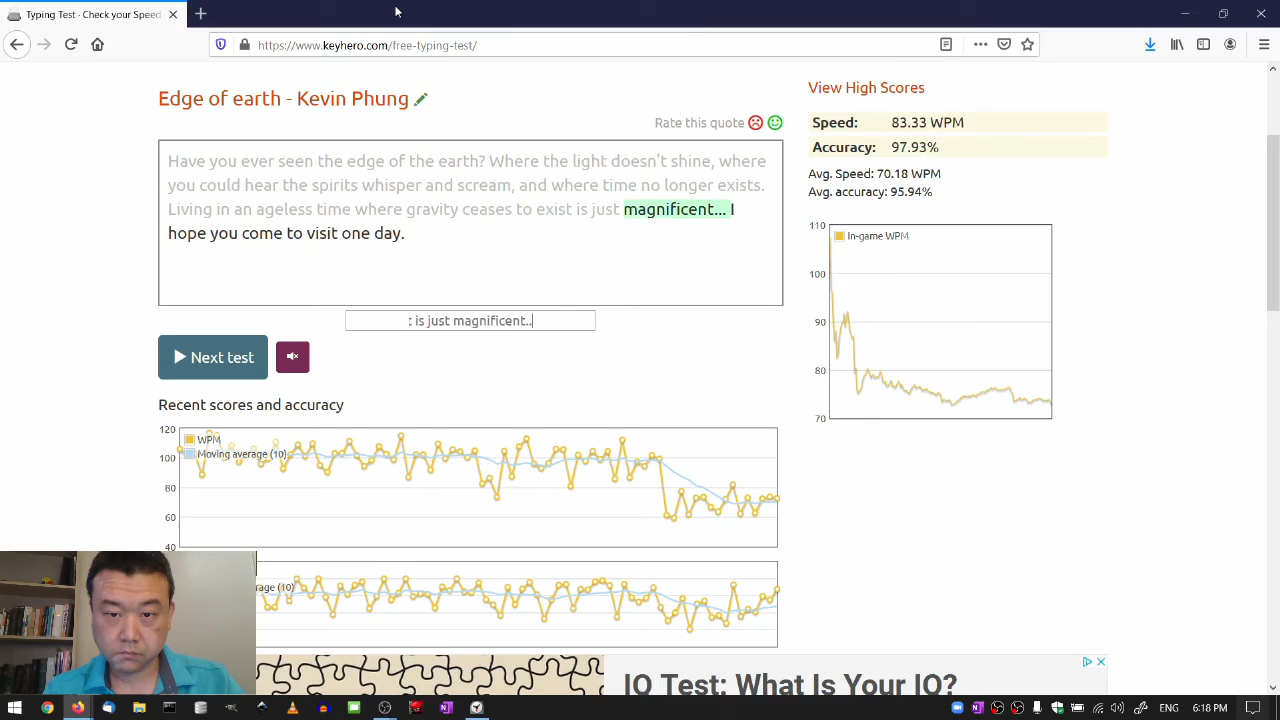 Typing Test - Check your Speed
https://www.keyhero.com/free-typing-test/
Edge of earth - Kevin Phung
Rate this quote
Have you ever seen the edge of the earth? Where the light doesn't shine, where
you could hear the spirits whisper and scream, and where time no longer exists.
Living in an ageless time where gravity ceases to exist is just magnificent... I
hope you come to visit one day.
t is just magnificent..
Next test
Recent scores and accuracy
120
WPM
Moving average (10)
100
80
60
40
rage (10)
View High Scores
Speed: 83.33 WPM
Accuracy: 97.93%
Avg. Speed: 70.18 WPM
Avg. accuracy: 95.94%
110
In-game WPM
100
90
80
70
IQ Test: What Is Your IQ?
ENG
6:18 PM